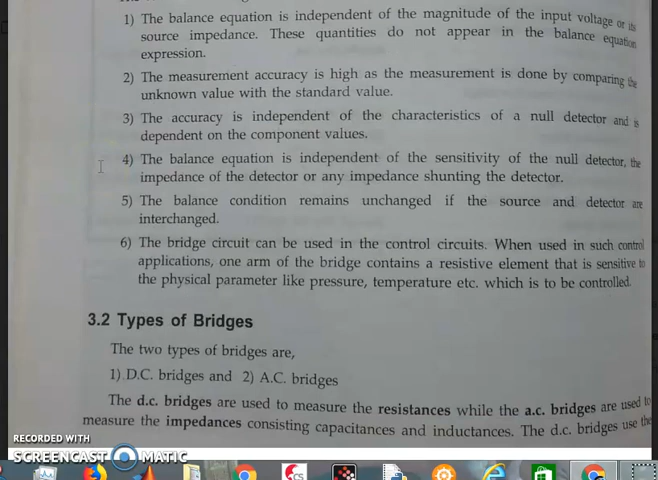 1) The balance equation is independent of the magnitude of the input voltage or its
source impedance. These quantities do not appear in the balance equation
expression.
2) The measurement accuracy is high as the measurement is done by comparing the
unknown value with the standard value.
3) The accuracy is independent of the characteristics of a null detector and is
dependent on the component values.
4) The balance equation is independent of the sensitivity of the null detector, the
impedance of the detector or any impedance shunting the detector.
5) The balance condition remains unchanged if the source and detector are
interchanged.
6) The bridge circuit can be used in the control circuits. When used in such control
applications, one arm of the bridge contains a resistive element that is sensitive to
the physical parameter like pressure, temperature etc. which is to be controlled.
3.2 Types of Bridges
The two types of bridges are,
1) D.C. bridges and 2) A.C. bridges
The d.c. bridges are used to measure the resistances while the a.c. bridges are used to
measure the impedances consisting capacitances and inductances. The d.c. bridges use the
RECORDED WITH
SCREENCAST MATIC